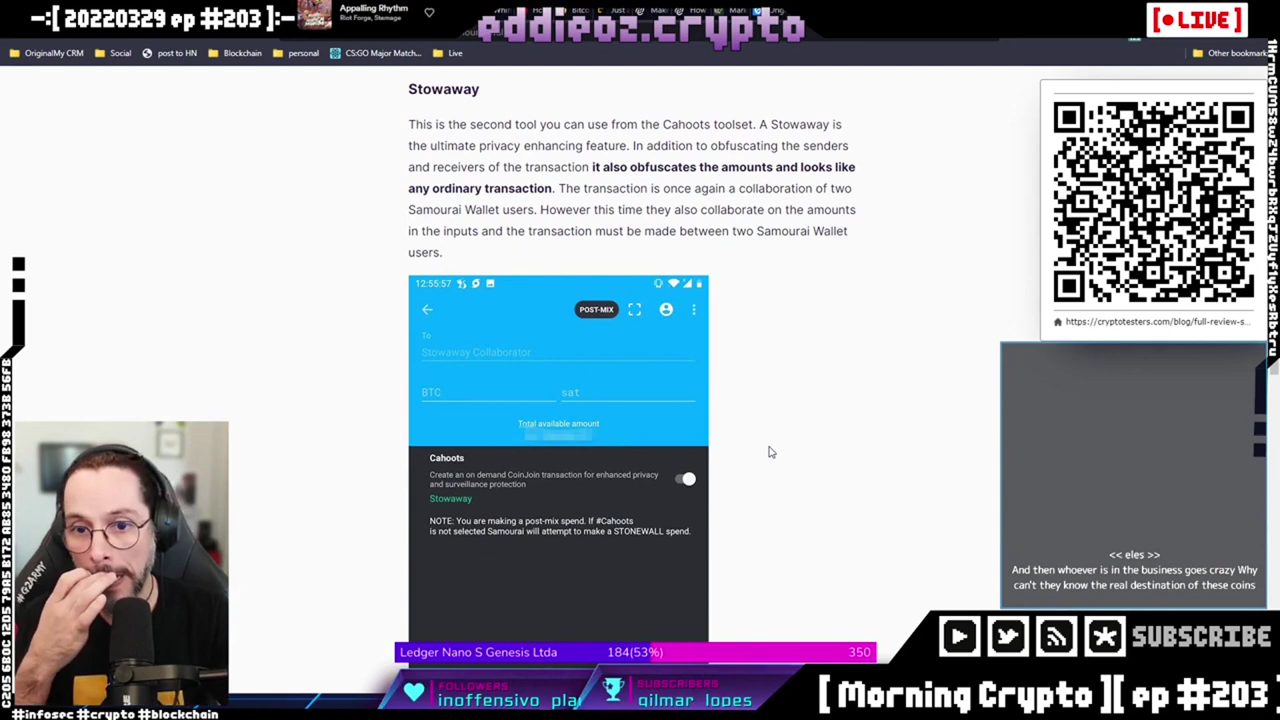 -:[ 20220329 ep #203 ]:-
Appalling Rhythm
Riot Forge, Stemage
eddieoz.crypto
[● LIVE]
OriginalMy CRM
Social
post to HN
Blockchain
personal
CS:GO Major Match...
Live
Other bookmark
Stowaway
This is the second tool you can use from the Cahoots toolset. A Stowaway is
the ultimate privacy enhancing feature. In addition to obfuscating the senders
and receivers of the transaction it also obfuscates the amounts and looks like
any ordinary transaction. The transaction is once again a collaboration of two
Samourai Wallet users. However this time they also collaborate on the amounts
in the inputs and the transaction must be made between two Samourai Wallet
users.
12:55:57
POST-MIX
To
Stowaway Collaborator
BTC
sat
Total available amount
Cahoots
Create an on demand CoinJoin transaction for enhanced privacy
and surveillance protection
Stowaway
NOTE: You are making a post-mix spend. If #Cahoots
is not selected Samourai will attempt to make a STONEWALL spend.
https://cryptotesters.com/blog/full-review-s...
<< eles >>
And then whoever is in the business goes crazy Why
can't they know the real destination of these coins
Ledger Nano S Genesis Ltda
184(53%)
350
SUBSCRIBE
FOLLOWERS
inoffensivo pla
SUBSCRIBERS
gilmar lopes
[ Morning Crypto ][ ep #203 ]
#infosec #crypto #blockchain